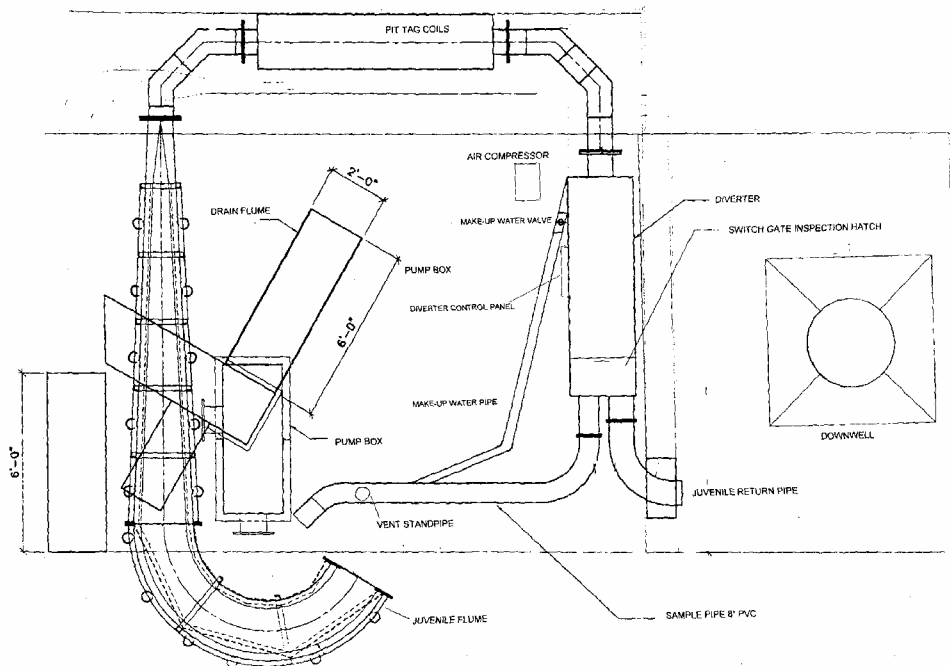 PIT TAG COILS
AIR COMPRESSOR
2'-0"
DRAIN FLUME
DIVERTER
MAKE-UP WATER VALVE
SWITCH GATE INSPECTION HATCH
PUMP BOX
DIVERTER CONTROL PANEL
6'-0"
MAKE-UP WATER PIPE
PUMP BOX
DOWNWELL
6'-0"
JUVENILE RETURN PIPE
VENT STANDPIPE
SAMPLE PIPE 8" PVC
JUVENILE FLUME